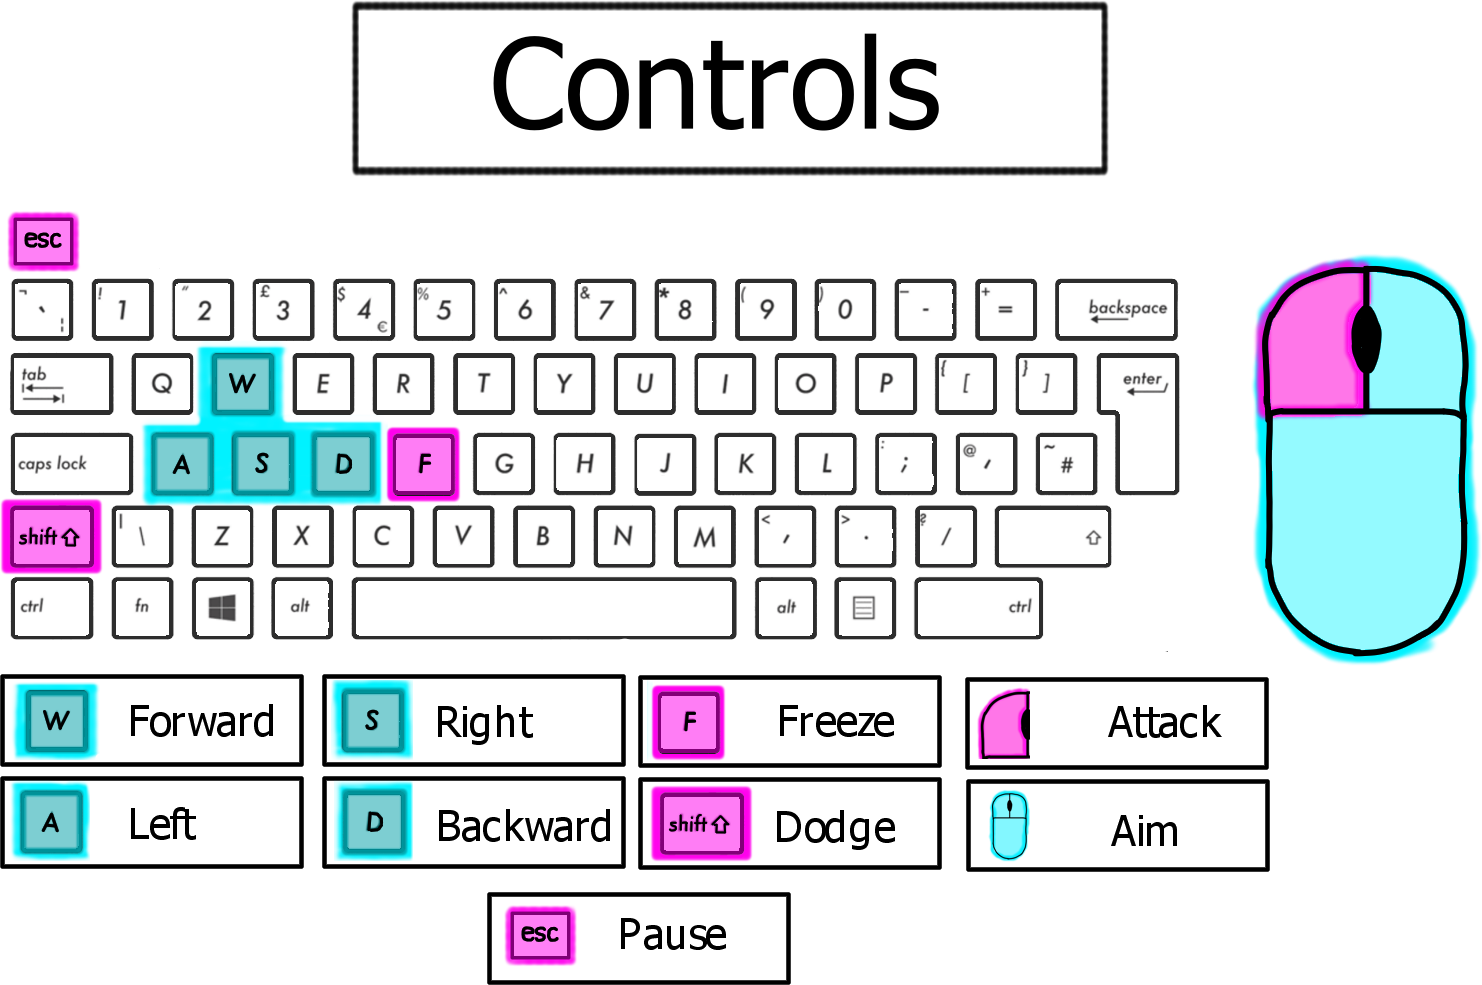 Controls
esc
¬ ` ¦ ! 1 " 2 £ 3 $ 4 € % 5 ^ 6 & 7 * 8 ( 9 ) 0 _ - + = backspace
tab Q W E R T Y U I O P { [ } ] enter
caps lock A S D F G H J K L : ; @ ' ~ #
shift | \ Z X C V B N M < , > . ? /
ctrl fn alt alt ctrl
W Forward S Right F Freeze Attack
A Left D Backward shift Dodge Aim
esc Pause